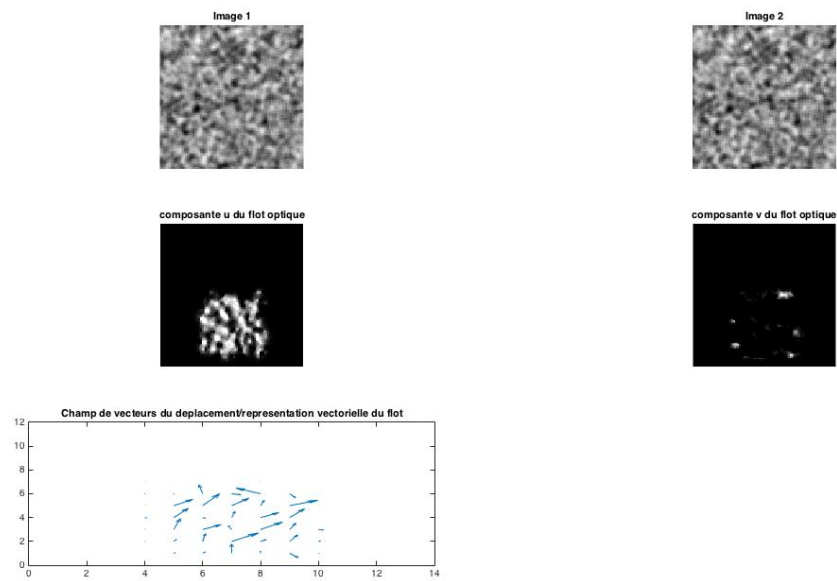 Image 1
Image 2
composante u du flot optique
composante v du flot optique
Champ de vecteurs du deplacement/representation vectorielle du flot
12
10
8
6
4
2
0
0 2 4 6 8 10 12 14